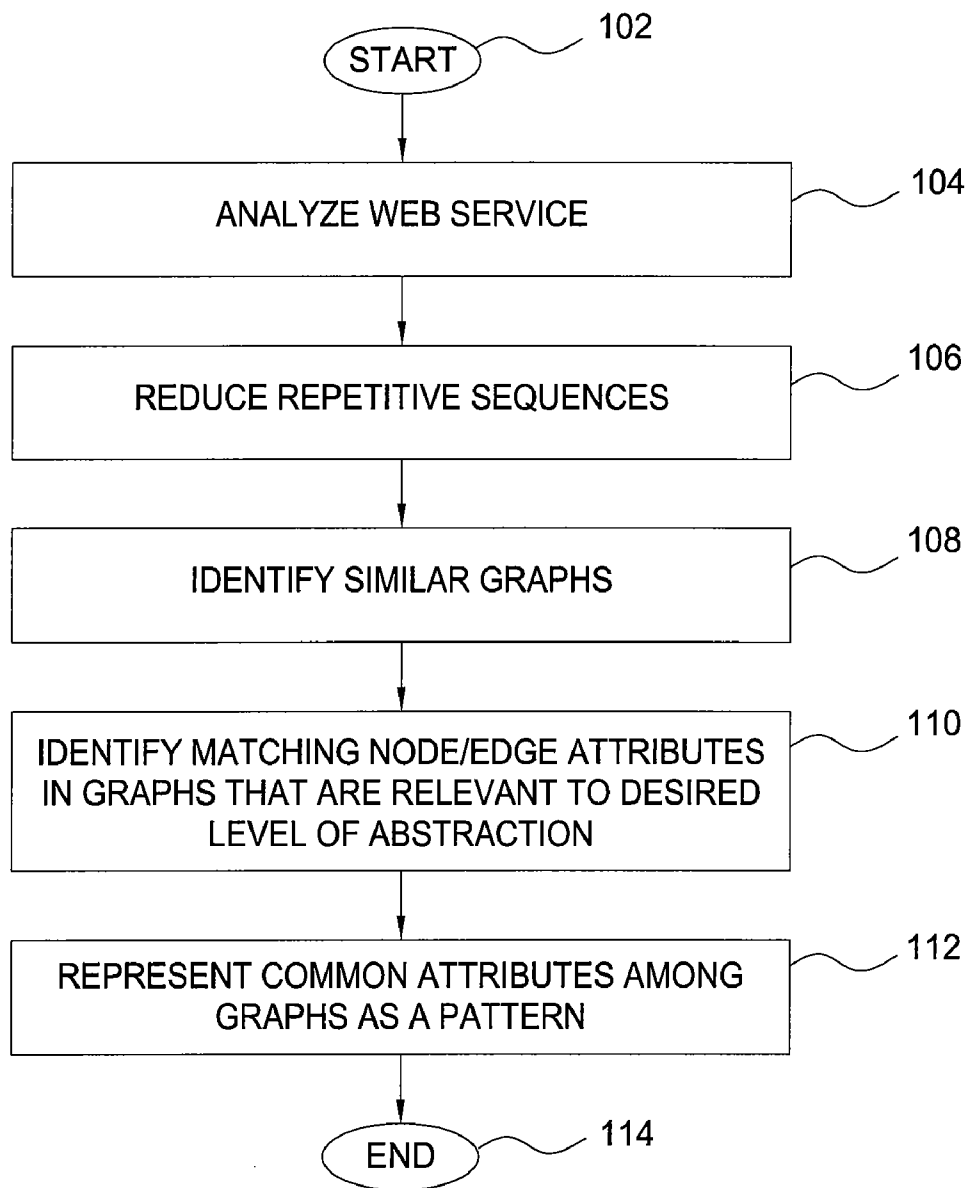 START
102
ANALYZE WEB SERVICE
104
REDUCE REPETITIVE SEQUENCES
106
IDENTIFY SIMILAR GRAPHS
108
IDENTIFY MATCHING NODE/EDGE ATTRIBUTES
IN GRAPHS THAT ARE RELEVANT TO DESIRED
LEVEL OF ABSTRACTION
110
REPRESENT COMMON ATTRIBUTES AMONG
GRAPHS AS A PATTERN
112
END
114